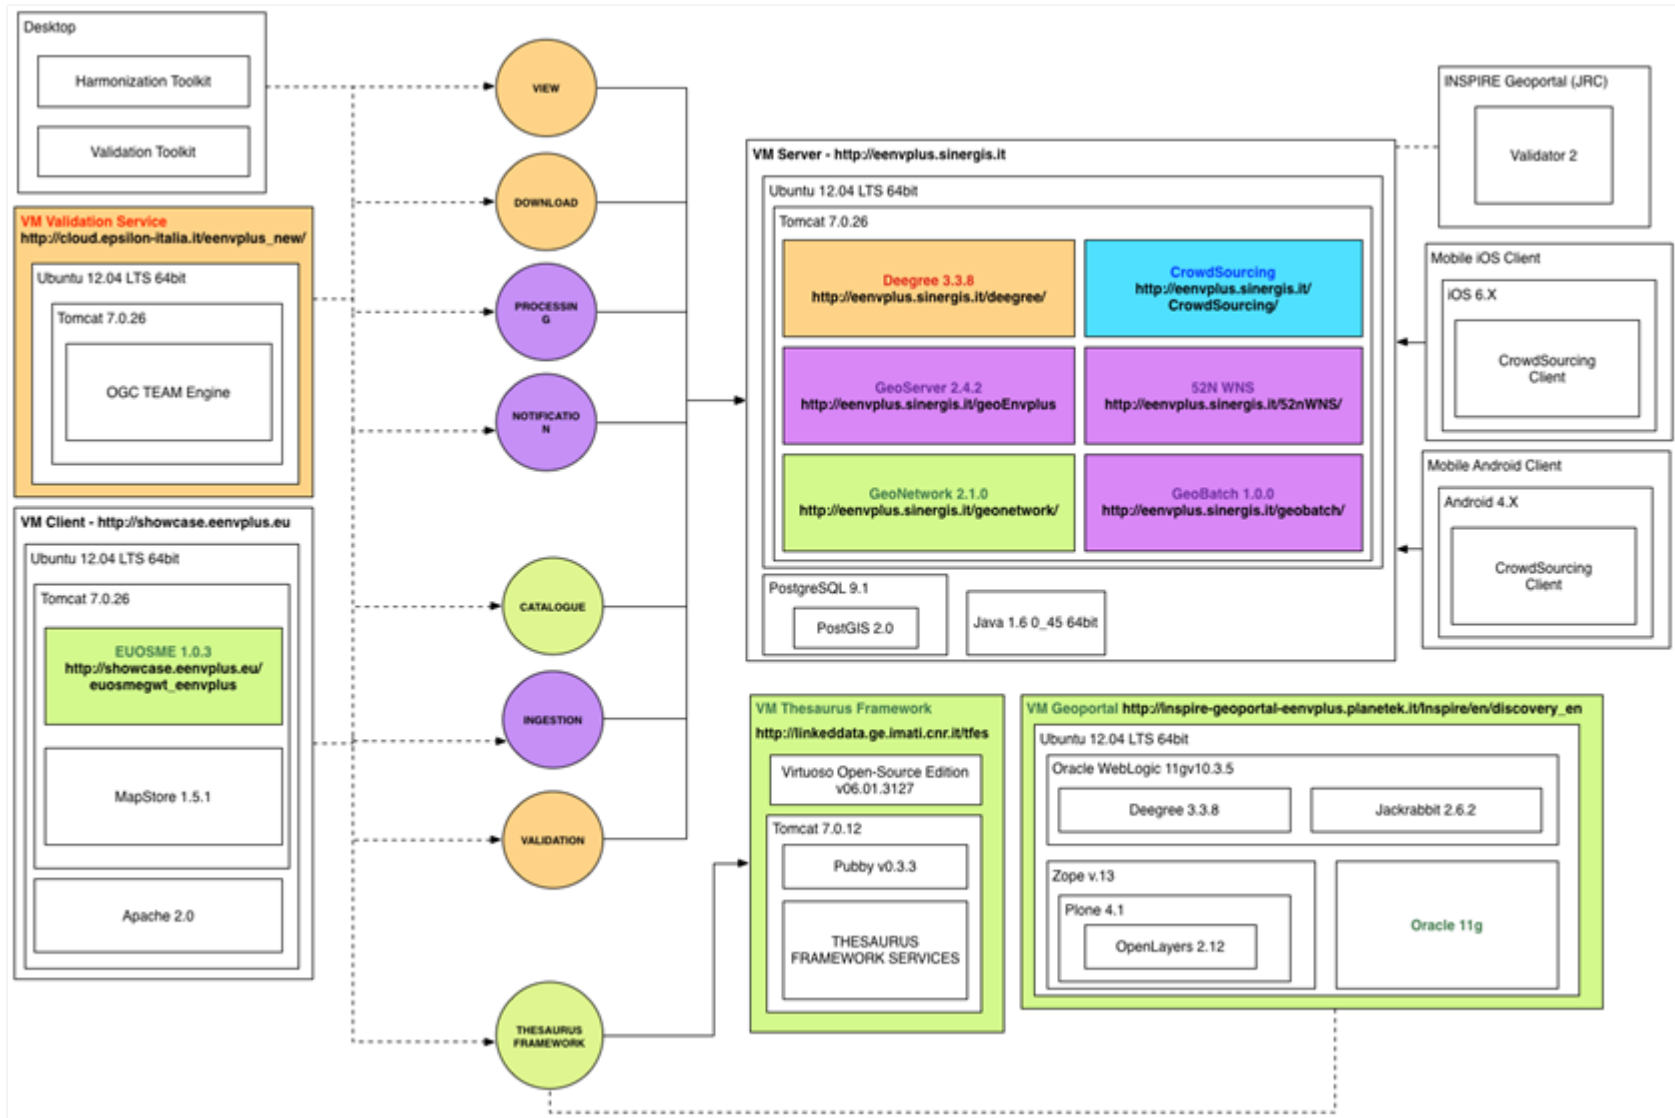 Desktop
Harmonization Toolkit
Validation Toolkit
VM Validation Service
http://cloud.epsilon-italia.it/eenvplus_new/
Ubuntu 12.04 LTS 64bit
Tomcat 7.0.26
OGC TEAM Engine
VM Client - http://showcase.eenvplus.eu
Ubuntu 12.04 LTS 64bit
Tomcat 7.0.26
EUOSME 1.0.3
http://showcase.eenvplus.eu/
euosmegwt_eenvplus
MapStore 1.5.1
Apache 2.0
VIEW
DOWNLOAD
PROCESSIN
G
NOTIFICATIO
N
CATALOGUE
INGESTION
VALIDATION
THESAURUS
FRAMEWORK
VM Server - http://eenvplus.sinergis.it
Ubuntu 12.04 LTS 64bit
Tomcat 7.0.26
Deegree 3.3.8
http://eenvplus.sinergis.it/deegree/
CrowdSourcing
http://eenvplus.sinergis.it/
CrowdSourcing/
GeoServer 2.4.2
http://eenvplus.sinergis.it/geoEnvplus
52N WNS
http://eenvplus.sinergis.it/52nWNS/
GeoNetwork 2.1.0
http://eenvplus.sinergis.it/geonetwork/
GeoBatch 1.0.0
http://eenvplus.sinergis.it/geobatch/
PostgreSQL 9.1
PostGIS 2.0
Java 1.6 0_45 64bit
INSPIRE Geoportal (JRC)
Validator 2
Mobile iOS Client
iOS 6.X
CrowdSourcing
Client
Mobile Android Client
Android 4.X
CrowdSourcing
Client
VM Thesaurus Framework
http://linkeddata.ge.imati.cnr.it/tfes
Virtuoso Open-Source Edition
v06.01.3127
Tomcat 7.0.12
Pubby v0.3.3
THESAURUS
FRAMEWORK SERVICES
VM Geoportal http://inspire-geoportal-eenvplus.planetek.it/Inspire/en/discovery_en
Ubuntu 12.04 LTS 64bit
Oracle WebLogic 11gv10.3.5
Deegree 3.3.8
Jackrabbit 2.6.2
Zope v.13
Plone 4.1
OpenLayers 2.12
Oracle 11g